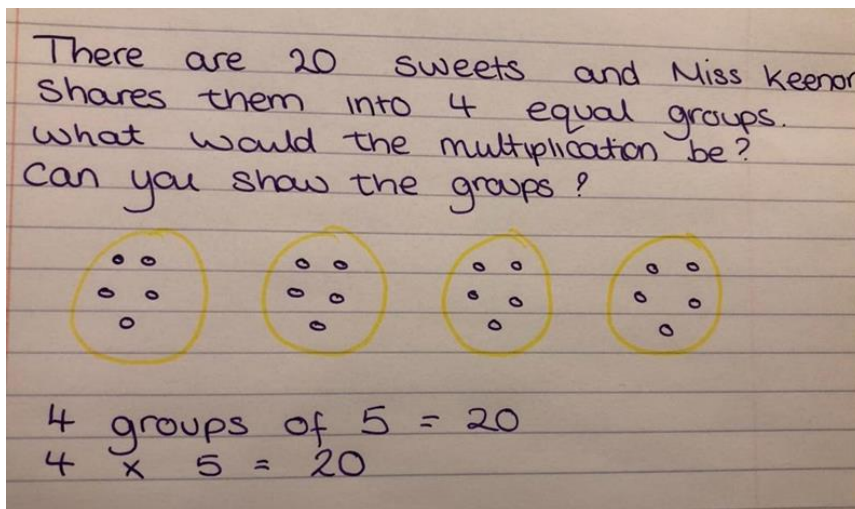 There are 20 sweets and Miss Keenor
shares them into 4 equal groups.
What would the multiplication be?
Can you show the groups?
4 groups of 5 = 20
4 x 5 = 20